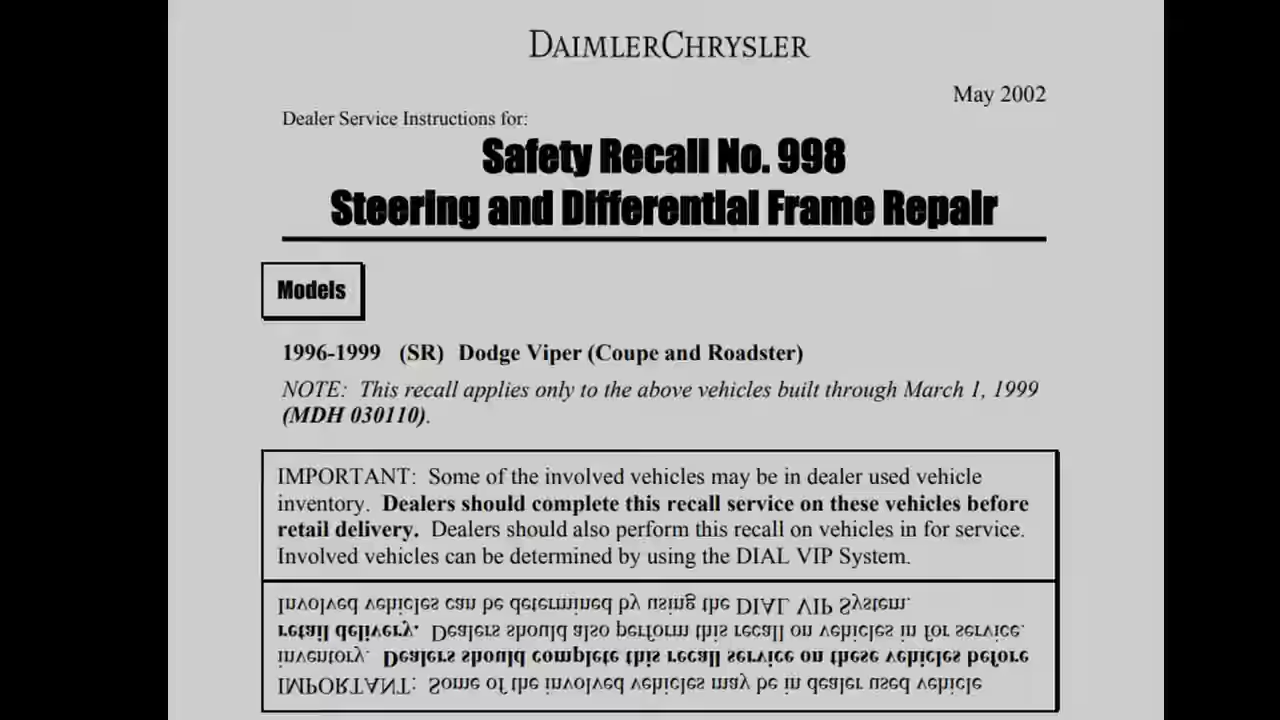 DAIMLERCHRYSLER
May 2002
Dealer Service Instructions for:
Safety Recall No. 998
Steering and Differential Frame Repair
Models
1996-1999 (SR) Dodge Viper (Coupe and Roadster)
NOTE: This recall applies only to the above vehicles built through March 1, 1999
(MDH 030110).
IMPORTANT: Some of the involved vehicles may be in dealer used vehicle
inventory. Dealers should complete this recall service on these vehicles before
retail delivery. Dealers should also perform this recall on vehicles in for service.
Involved vehicles can be determined by using the DIAL VIP System.
Involved vehicles can be determined by using the DIAL VIP System.
retail delivery. Dealers should also perform this recall on vehicles in for service.
inventory. Dealers should complete this recall service on these vehicles before
IMPORTANT: Some of the involved vehicles may be in dealer used vehicle